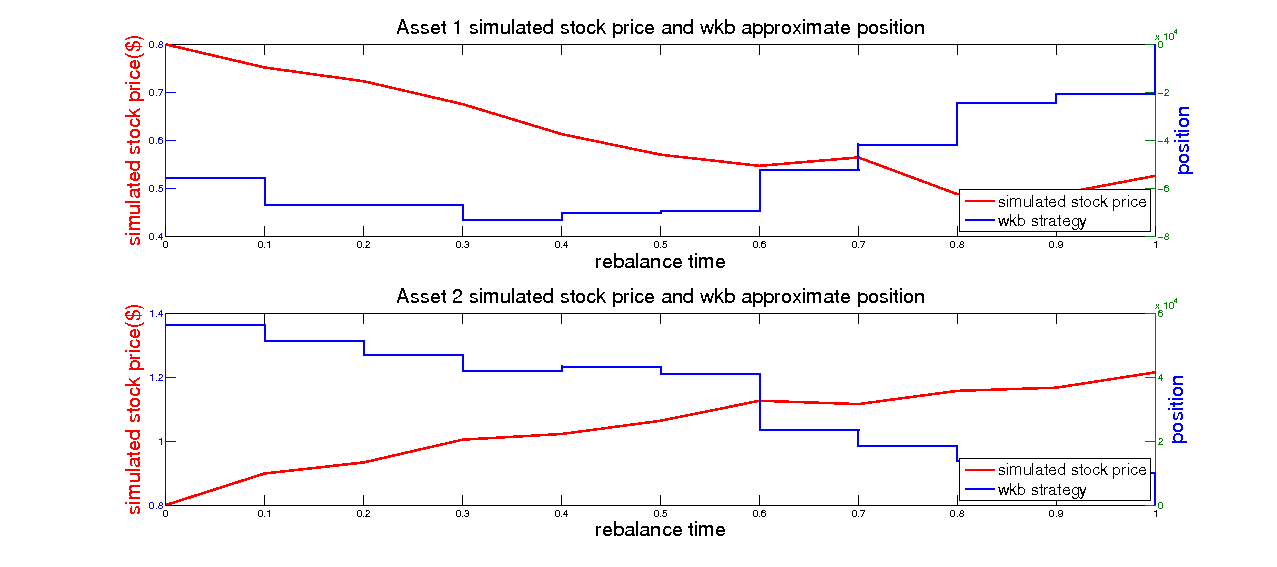 Asset 1 simulated stock price and wkb approximate position
x 10^4
simulated stock price($)
0.8
0.7
0.6
0.5
0.4
0
-2
-4
-6
-8
position
simulated stock price
wkb strategy
0 0.1 0.2 0.3 0.4 0.5 0.6 0.7 0.8 0.9 1
rebalance time
Asset 2 simulated stock price and wkb approximate position
x 10^4
simulated stock price($)
1.4
1.2
1
0.8
6
4
2
0
position
simulated stock price
wkb strategy
0 0.1 0.2 0.3 0.4 0.5 0.6 0.7 0.8 0.9 1
rebalance time